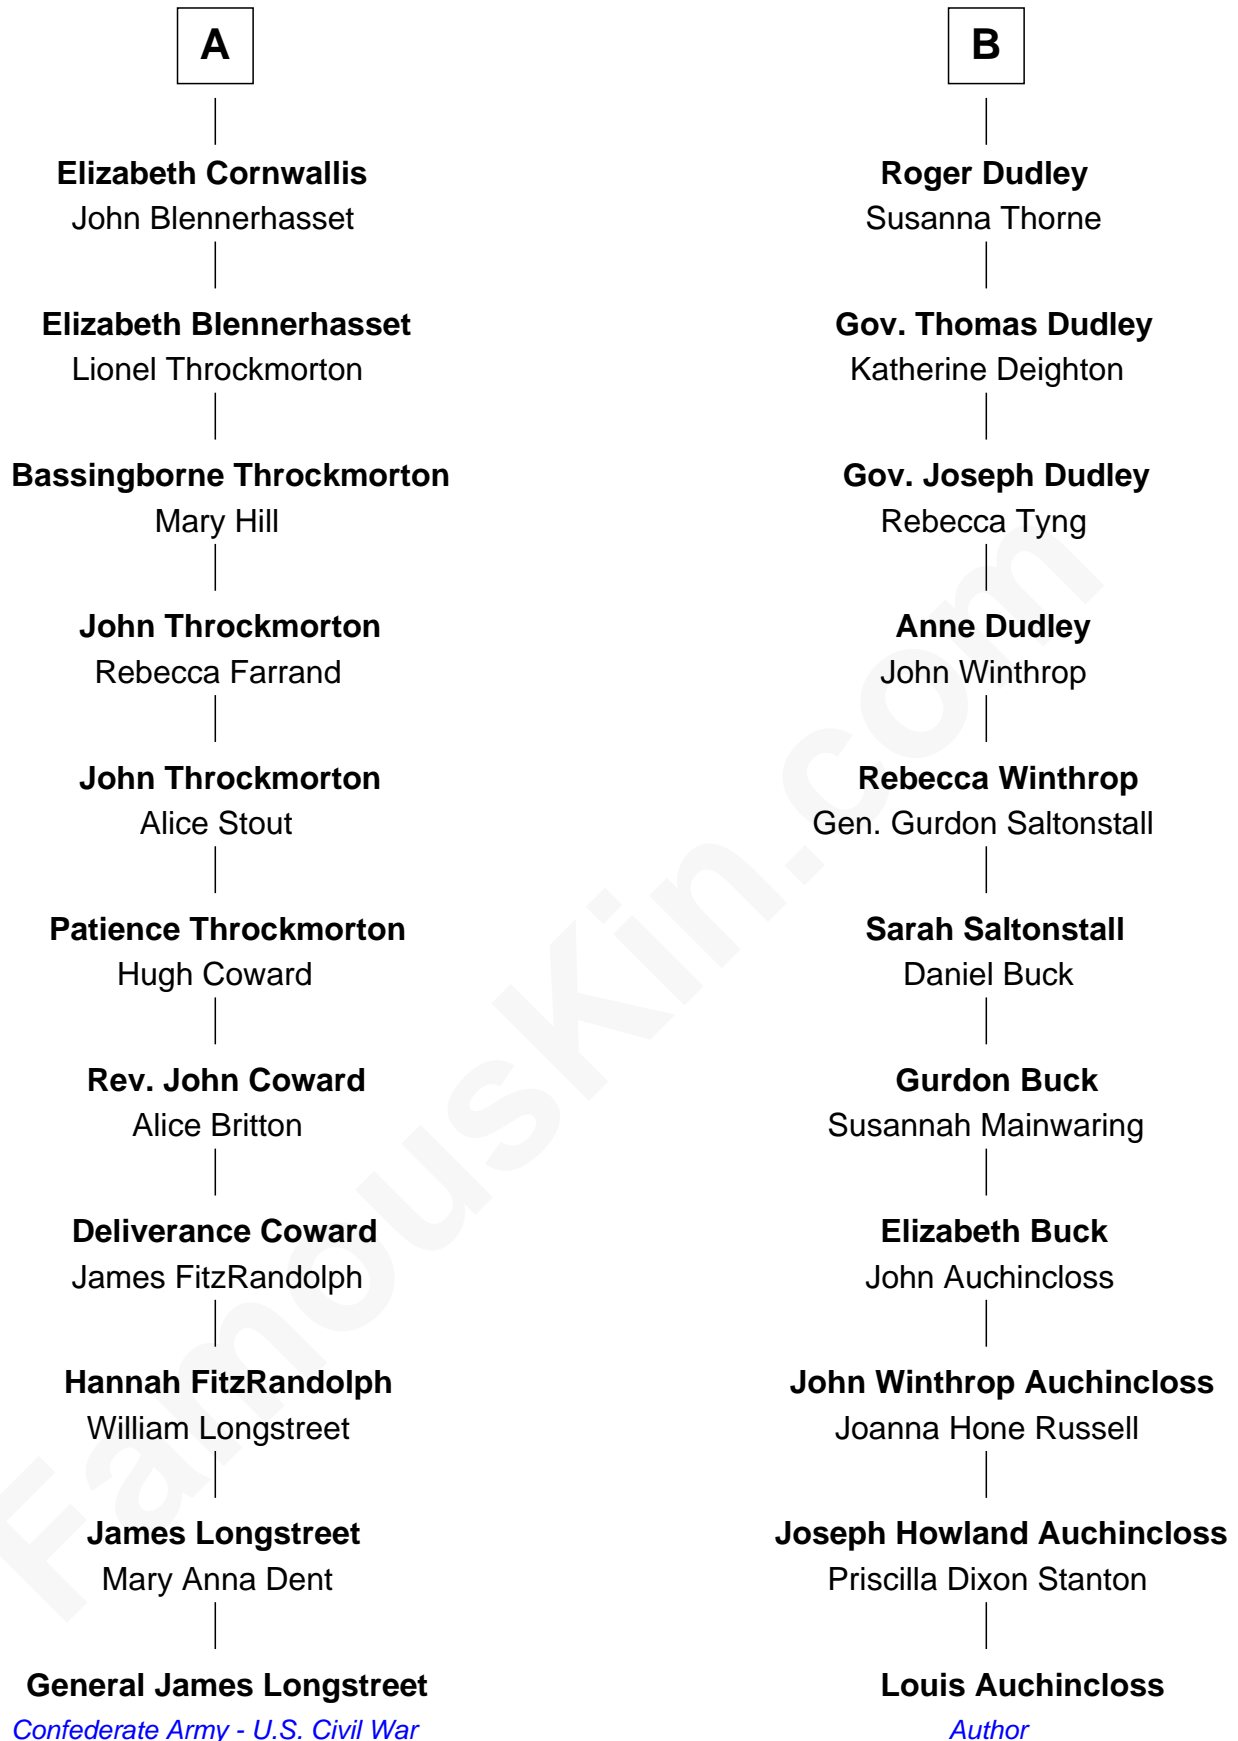 A
Elizabeth Cornwallis
John Blennerhasset
Elizabeth Blennerhasset
Lionel Throckmorton
Bassingborne Throckmorton
Mary Hill
John Throckmorton
Rebecca Farrand
John Throckmorton
Alice Stout
Patience Throckmorton
Hugh Coward
Rev. John Coward
Alice Britton
Deliverance Coward
James FitzRandolph
Hannah FitzRandolph
William Longstreet
James Longstreet
Mary Anna Dent
General James Longstreet
Confederate Army - U.S. Civil War
B
Roger Dudley
Susanna Thorne
Gov. Thomas Dudley
Katherine Deighton
Gov. Joseph Dudley
Rebecca Tyng
Anne Dudley
John Winthrop
Rebecca Winthrop
Gen. Gurdon Saltonstall
Sarah Saltonstall
Daniel Buck
Gurdon Buck
Susannah Mainwaring
Elizabeth Buck
John Auchincloss
John Winthrop Auchincloss
Joanna Hone Russell
Joseph Howland Auchincloss
Priscilla Dixon Stanton
Louis Auchincloss
Author
FamousKin.com